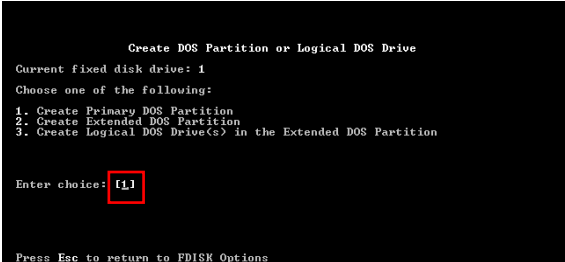 Create DOS Partition or Logical DOS Drive
Current fixed disk drive: 1
Choose one of the following:
1. Create Primary DOS Partition
2. Create Extended DOS Partition
3. Create Logical DOS Drive(s) in the Extended DOS Partition
Enter choice: [1]
Press Esc to return to FDISK Options